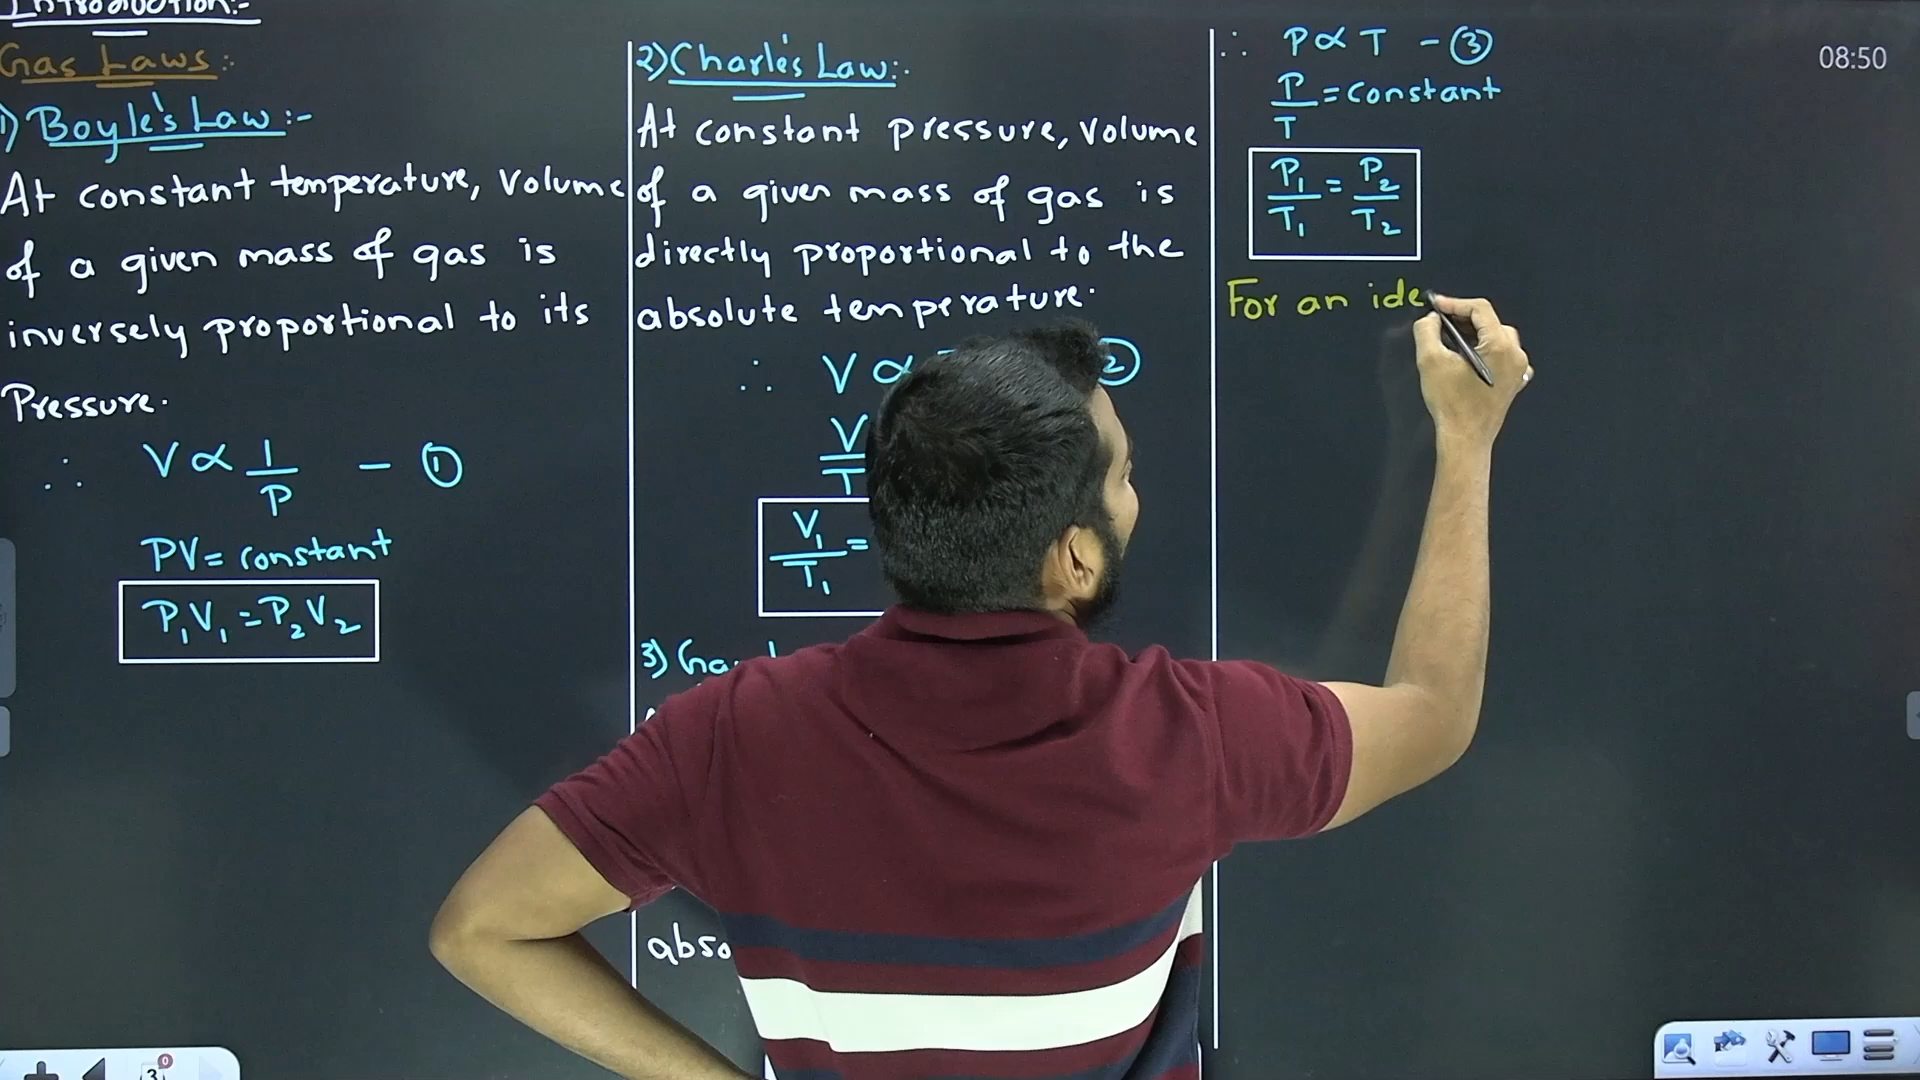 Introduction:-
Gas Laws:-
1) Boyle's Law:-
At constant temperature, Volume
of a given mass of gas is
inversely proportional to its
Pressure.
∴ V ∝ 1/P - ①
PV = constant
P₁V₁ = P₂V₂
2) Charle's Law:-
At constant pressure, Volume
of a given mass of gas is
directly proportional to the
absolute temperature.
∴ V ∝ ②
V/T
V₁/T₁ =
3)
∴ P ∝ T - ③
P/T = Constant
P₁/T₁ = P₂/T₂
For an ide
08:50
3
0